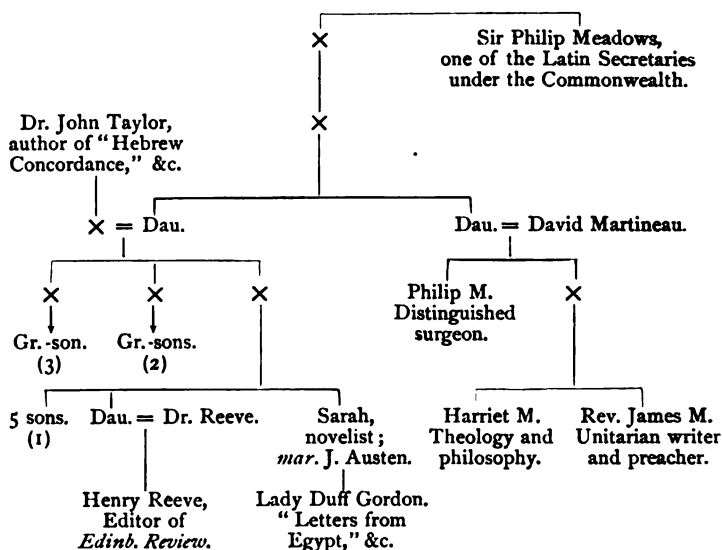 Sir Philip Meadows,
one of the Latin Secretaries
under the Commonwealth.
Dr. John Taylor,
author of “Hebrew
Concordance,” &c.
× = Dau.
Dau. = David Martineau.
Philip M.
Distinguished
surgeon.
Gr.-son.
(3)
Gr.-sons.
(2)
5 sons.
(1)
Dau. = Dr. Reeve.
Sarah,
novelist;
mar. J. Austen.
Harriet M.
Theology and
philosophy.
Rev. James M.
Unitarian writer
and preacher.
Henry Reeve,
Editor of
Edinb. Review.
Lady Duff Gordon.
“Letters from
Egypt,” &c.